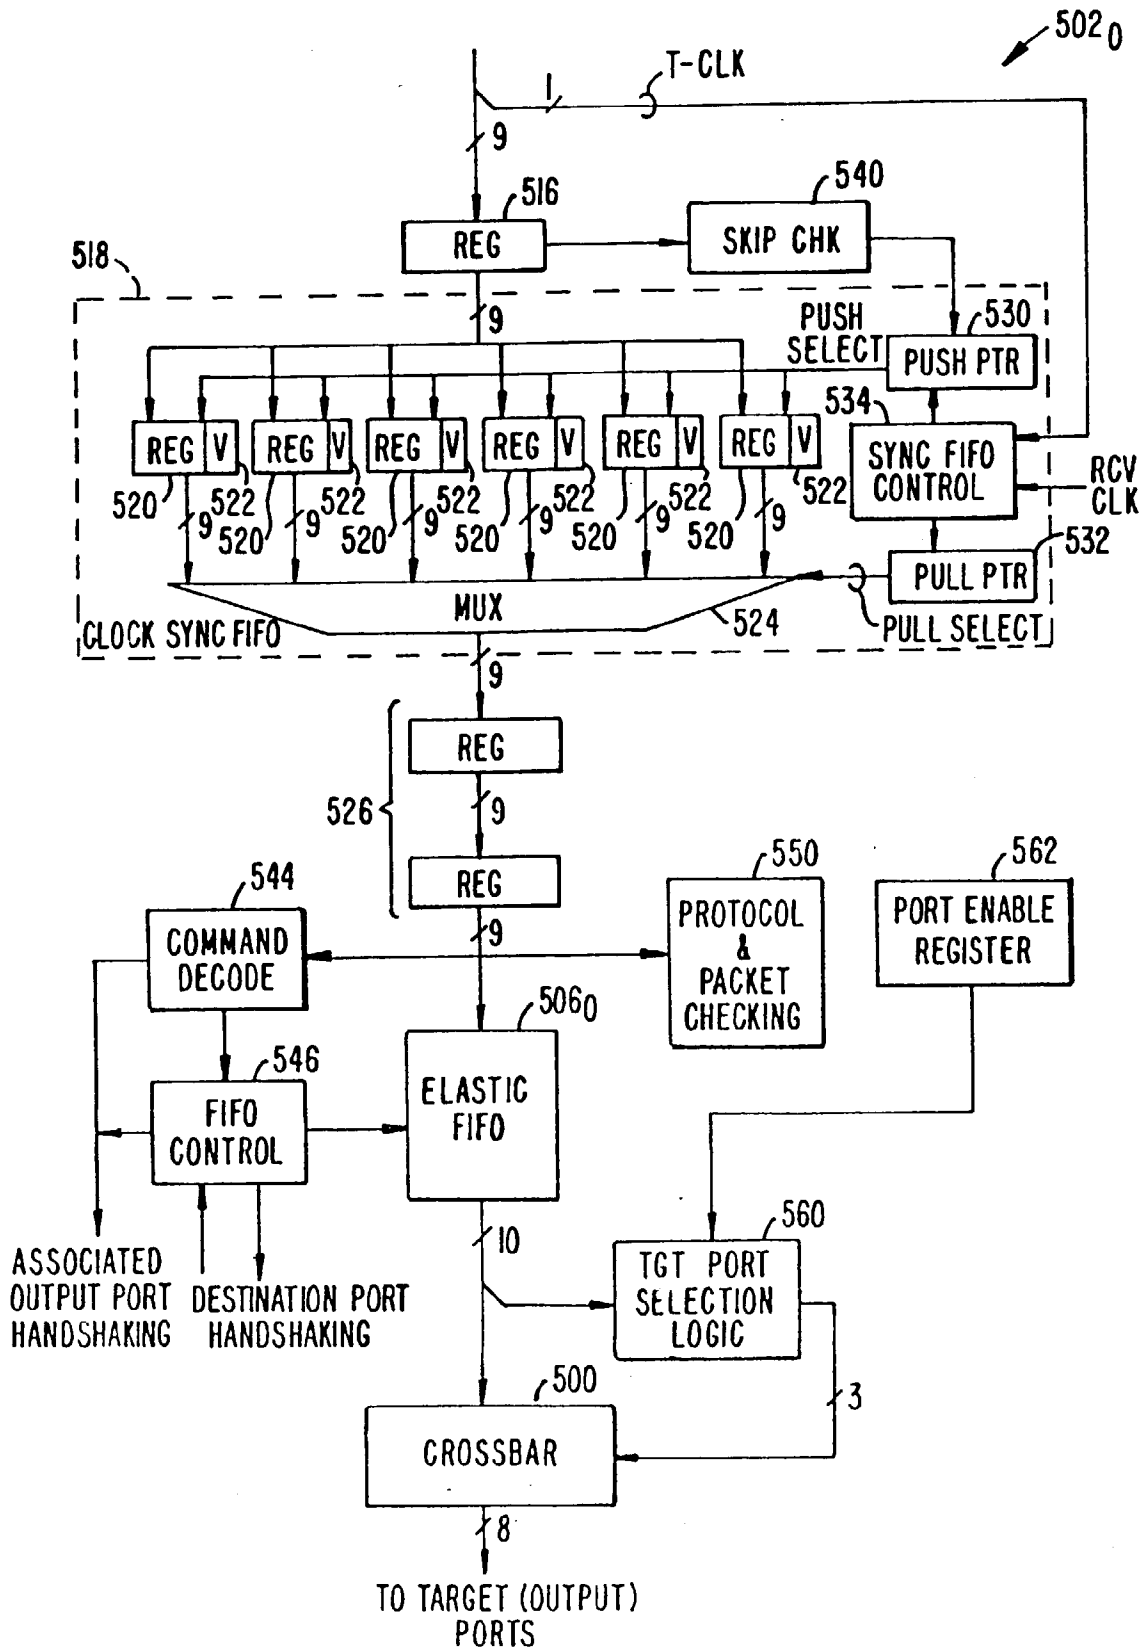 502₀
T-CLK
1
9
516
540
REG
SKIP CHK
518
9
PUSH
SELECT
530
PUSH PTR
534
REG V REG V REG V REG V REG V REG V
SYNC FIFO
CONTROL
RCV
CLK
520 522 520 522 520 522 520 522 520 522 520 522
9 9 9 9 9 9
532
PULL PTR
MUX
524
PULL SELECT
CLOCK SYNC FIFO
9
REG
526
9
REG
9
544
COMMAND
DECODE
550
PROTOCOL
&
PACKET
CHECKING
562
PORT ENABLE
REGISTER
506₀
ELASTIC
FIFO
546
FIFO
CONTROL
10
560
TGT PORT
SELECTION
LOGIC
ASSOCIATED
OUTPUT PORT
HANDSHAKING
DESTINATION PORT
HANDSHAKING
3
500
CROSSBAR
8
TO TARGET (OUTPUT)
PORTS